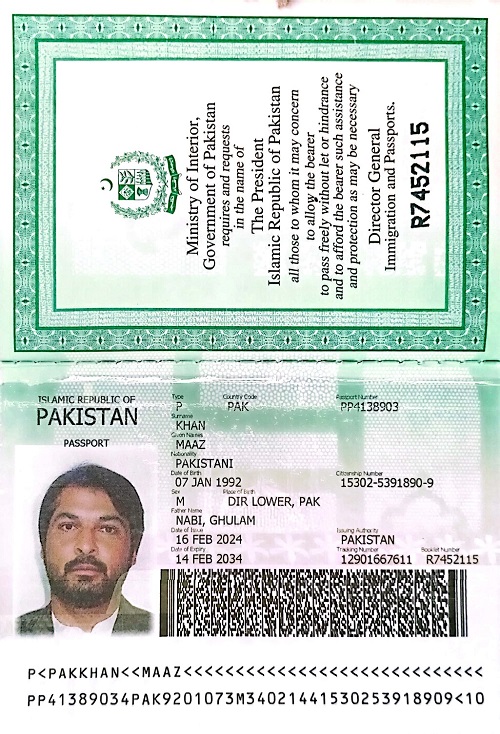 Ministry of Interior,
Government of Pakistan
requires and requests
in the name of
The President
Islamic Republic of Pakistan
all those to whom it may concern
to allow the bearer
to pass freely without let or hindrance
and to afford the bearer such assistance
and protection as may be necessary
Director General
Immigration and Passports.
R7452115
ISLAMIC REPUBLIC OF
PAKISTAN
PASSPORT
Type Country Code Passport Number
P PAK PP4138903
Surname
KHAN
Given Names
MAAZ
Nationality
PAKISTANI
Date of Birth Citizenship Number
07 JAN 1992 15302-5391890-9
Sex Place of Birth
M DIR LOWER, PAK
Father Name
NABI, GHULAM
Date of Issue Issuing Authority
16 FEB 2024 PAKISTAN
Date of Expiry Tracking Number Booklet Number
14 FEB 2034 12901667611 R7452115
P<PAKKHAN<<MAAZ<<<<<<<<<<<<<<<<<<<<<<<<<<<<<
PP41389034PAK9201073M340214415302539 18909<10